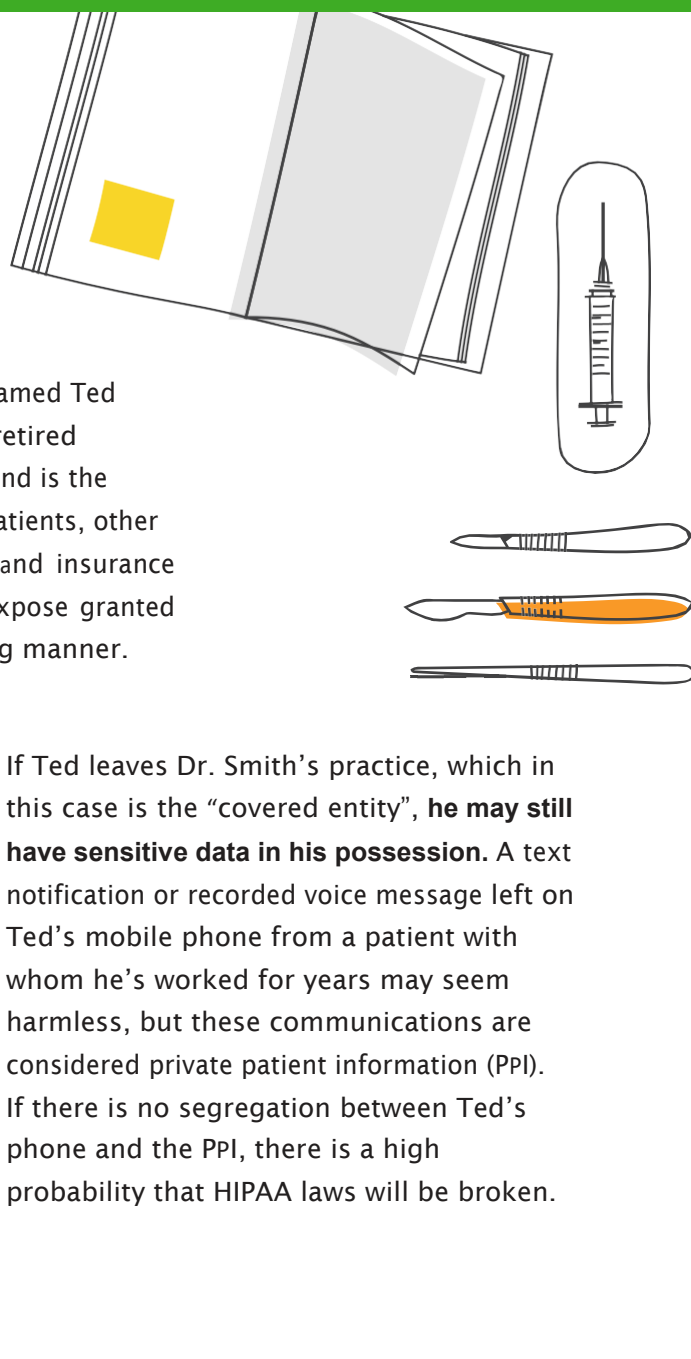 amed Ted
retired
nd is the
atients, other
and insurance
xpose granted
g manner.
If Ted leaves Dr. Smith’s practice, which in
this case is the “covered entity”, he may still
have sensitive data in his possession. A text
notification or recorded voice message left on
Ted’s mobile phone from a patient with
whom he’s worked for years may seem
harmless, but these communications are
considered private patient information (PPI).
If there is no segregation between Ted’s
phone and the PPI, there is a high
probability that HIPAA laws will be broken.